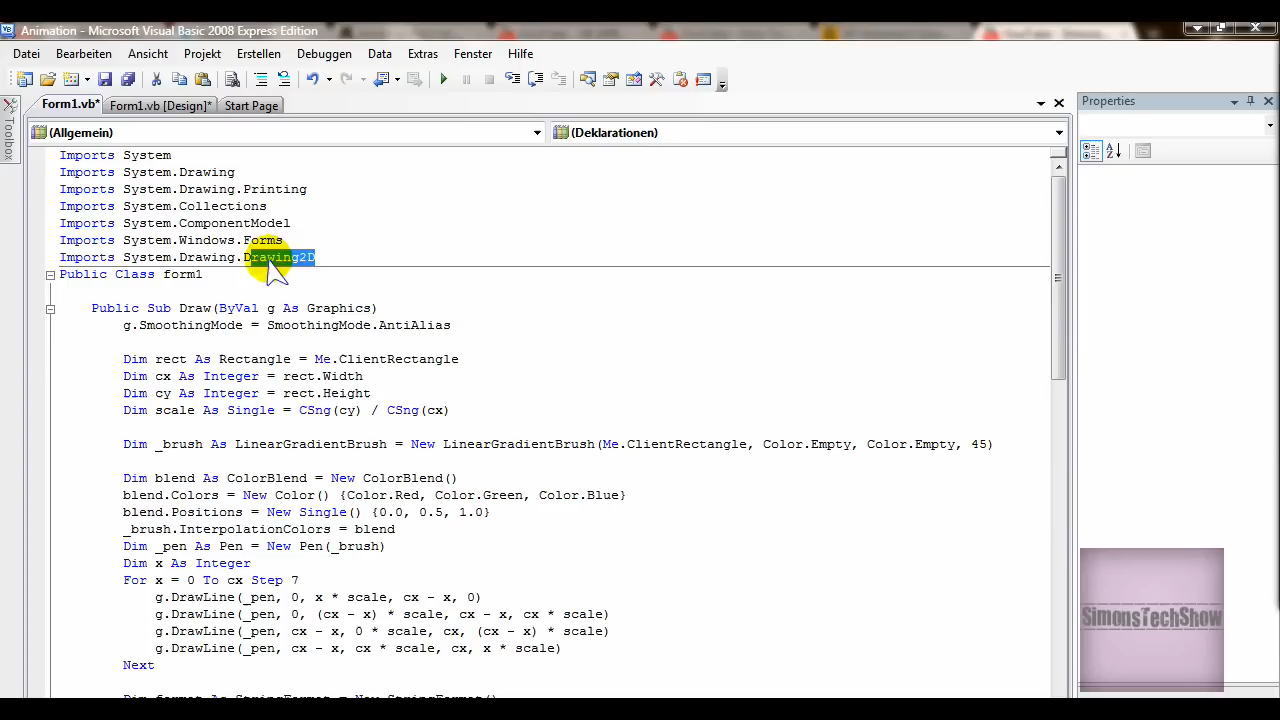 Animation - Microsoft Visual Basic 2008 Express Edition
Datei Bearbeiten Ansicht Projekt Erstellen Debuggen Data Extras Fenster Hilfe
Form1.vb* Form1.vb [Design]* Start Page
Properties
Toolbox
(Allgemein) (Deklarationen)
Imports System
Imports System.Drawing
Imports System.Drawing.Printing
Imports System.Collections
Imports System.ComponentModel
Imports System.Windows.Forms
Imports System.Drawing.Drawing2D
Public Class form1
Public Sub Draw(ByVal g As Graphics)
g.SmoothingMode = SmoothingMode.AntiAlias
Dim rect As Rectangle = Me.ClientRectangle
Dim cx As Integer = rect.Width
Dim cy As Integer = rect.Height
Dim scale As Single = CSng(cy) / CSng(cx)
Dim _brush As LinearGradientBrush = New LinearGradientBrush(Me.ClientRectangle, Color.Empty, Color.Empty, 45)
Dim blend As ColorBlend = New ColorBlend()
blend.Colors = New Color() {Color.Red, Color.Green, Color.Blue}
blend.Positions = New Single() {0.0, 0.5, 1.0}
_brush.InterpolationColors = blend
Dim _pen As Pen = New Pen(_brush)
Dim x As Integer
For x = 0 To cx Step 7
g.DrawLine(_pen, 0, x * scale, cx - x, 0)
g.DrawLine(_pen, 0, (cx - x) * scale, cx - x, cx * scale)
g.DrawLine(_pen, cx - x, 0 * scale, cx, (cx - x) * scale)
g.DrawLine(_pen, cx - x, cx * scale, cx, x * scale)
Next
Dim format As StringFormat = New StringFormat()
SimonsTechShow